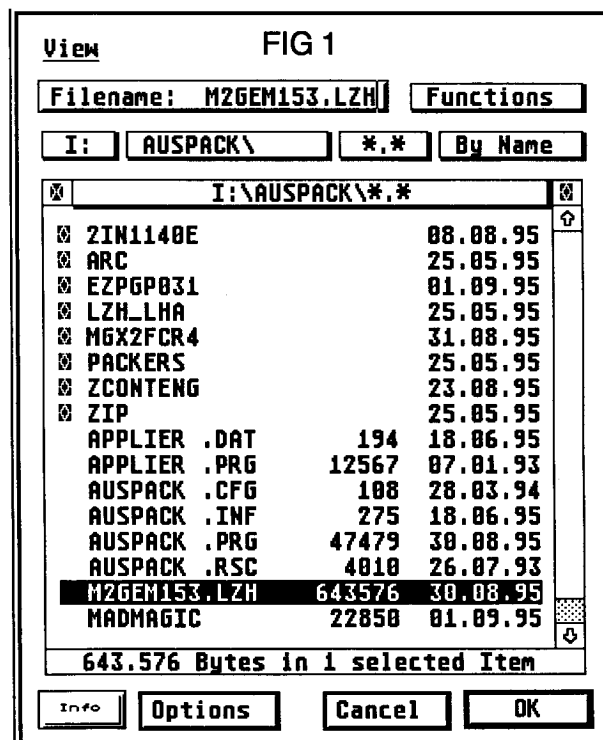 View FIG 1
Filename: M2GEM153.LZH Functions
I: AUSPACK\ *.* By Name
I:\AUSPACK\*.*
2IN1140E 08.08.95
ARC 25.05.95
EZPGP031 01.09.95
LZH_LHA 25.05.95
MGX2FCR4 31.08.95
PACKERS 25.05.95
ZCONTENG 23.08.95
ZIP 25.05.95
APPLIER .DAT 194 18.06.95
APPLIER .PRG 12567 07.01.93
AUSPACK .CFG 108 28.03.94
AUSPACK .INF 275 18.06.95
AUSPACK .PRG 47479 30.08.95
AUSPACK .RSC 4010 26.07.93
M2GEM153.LZH 643576 30.08.95
MADMAGIC 22850 01.09.95
643.576 Bytes in 1 selected Item
Info Options Cancel OK